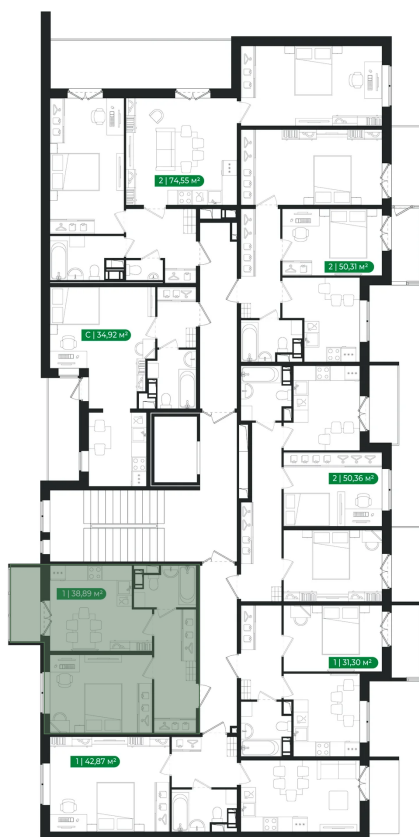 2 | 74,55 м²
2 | 50,31 м²
С | 34,92 м²
2 | 50,36 м²
1 | 38,89 м²
1 | 31,30 м²
1 | 42,87 м²